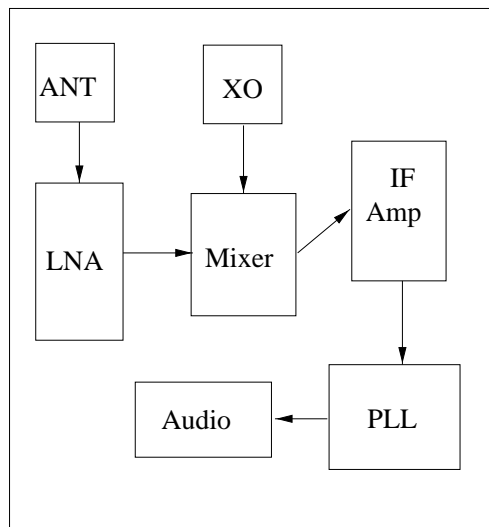 ANT
XO
IF
Amp
LNA
Mixer
Audio
PLL